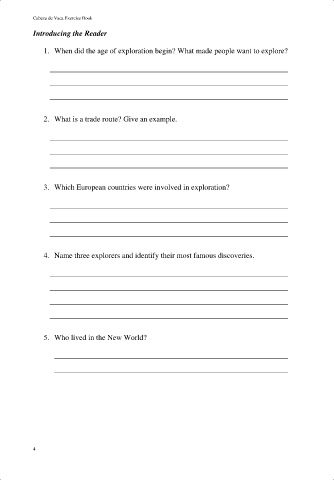 Cabeza de Vaca Exercise Book
Introducing the Reader
1. When did the age of exploration begin? What made people want to explore?
2. What is a trade route? Give an example.
3. Which European countries were involved in exploration?
4. Name three explorers and identify their most famous discoveries.
5. Who lived in the New World?
4